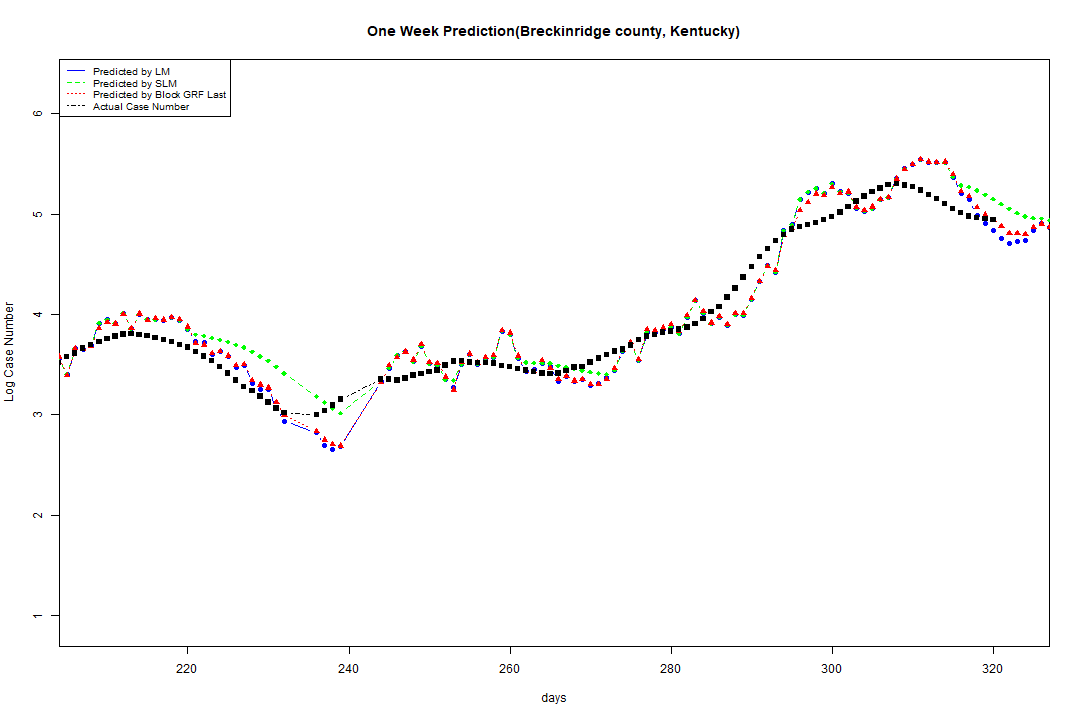 One Week Prediction(Breckinridge county, Kentucky)
Predicted by LM
Predicted by SLM
Predicted by Block GRF Last
Actual Case Number
6
5
4
3
2
1
Log Case Number
220 240 260 280 300 320
days